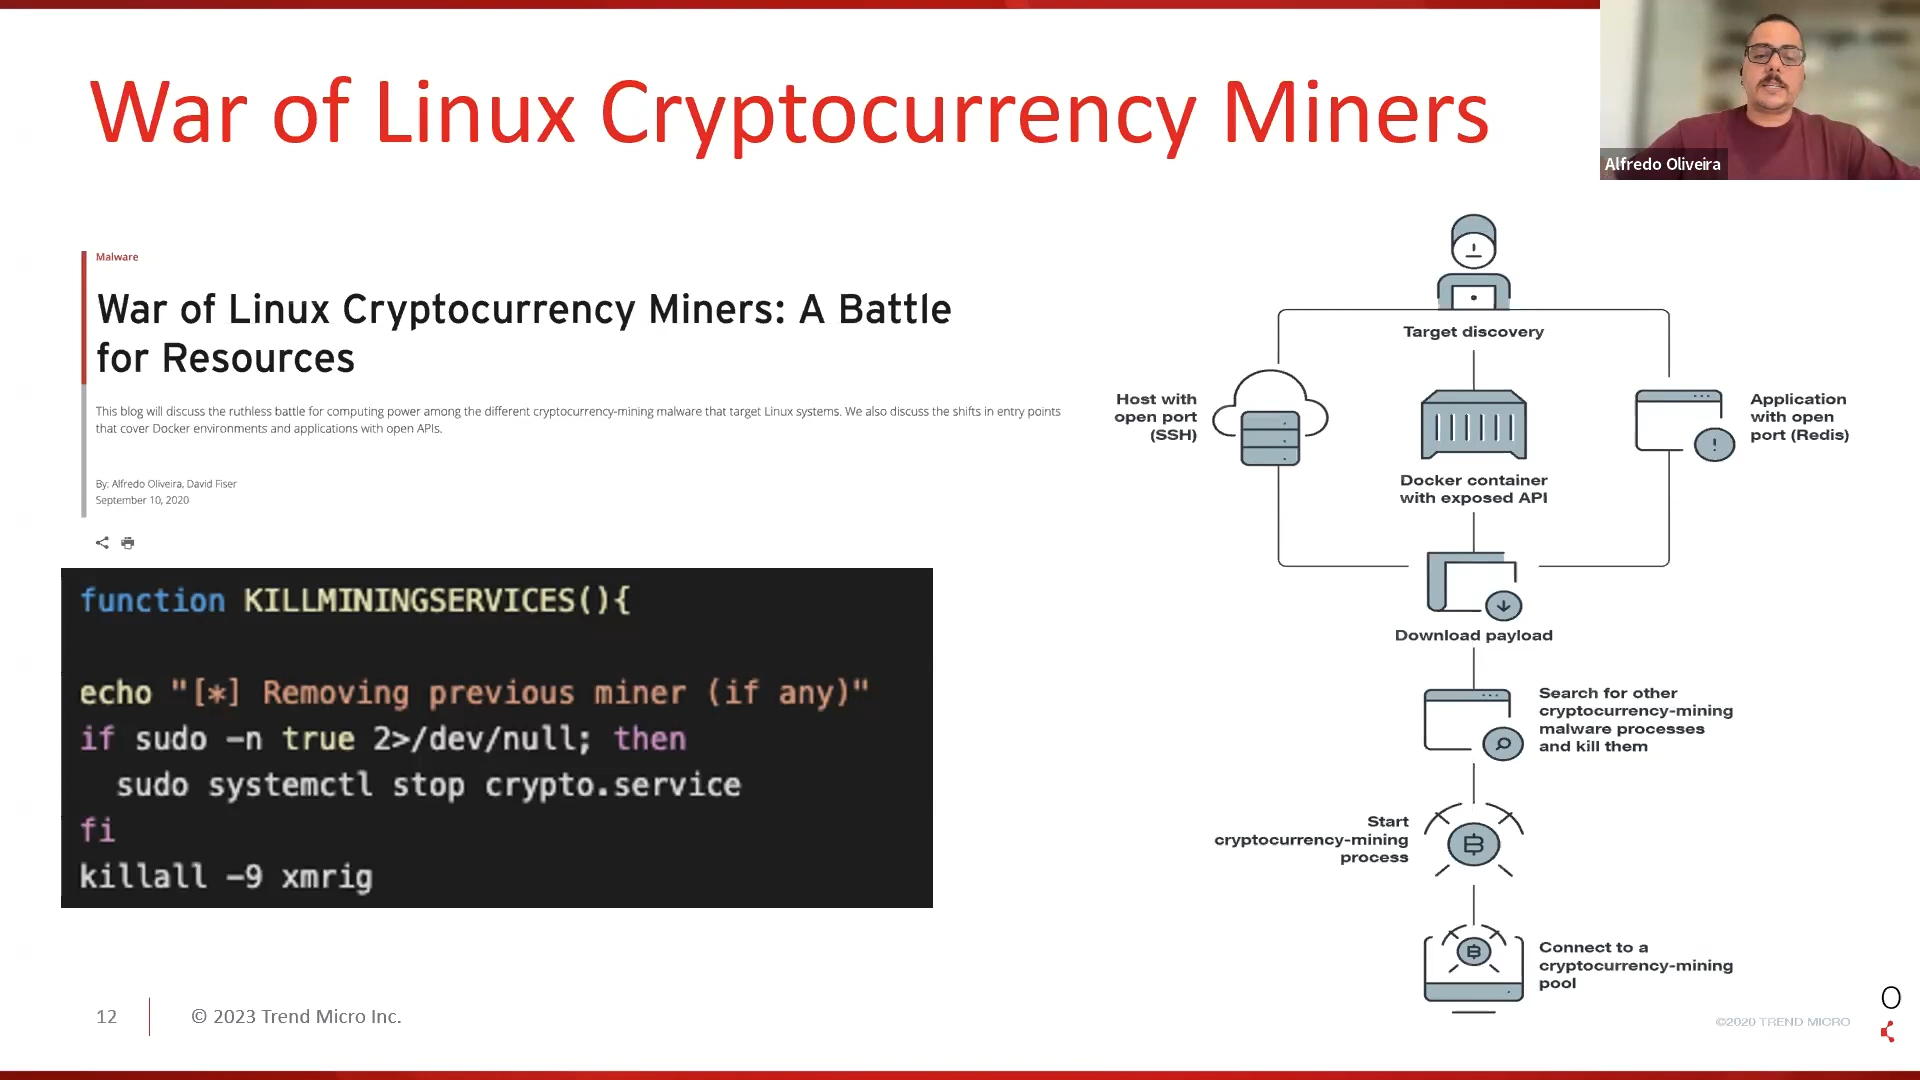 War of Linux Cryptocurrency Miners
Alfredo Oliveira
Malware
War of Linux Cryptocurrency Miners: A Battle
for Resources
This blog will discuss the ruthless battle for computing power among the different cryptocurrency-mining malware that target Linux systems. We also discuss the shifts in entry points
that cover Docker environments and applications with open APIs.
By: Alfredo Oliveira, David Fiser
September 10, 2020
function KILLMININGSERVICES(){
echo "[*] Removing previous miner (if any)"
if sudo -n true 2>/dev/null; then
sudo systemctl stop crypto.service
fi
killall -9 xmrig
Target discovery
Host with
open port
(SSH)
Docker container
with exposed API
Application
with open
port (Redis)
Download payload
Search for other
cryptocurrency-mining
malware processes
and kill them
Start
cryptocurrency-mining
process
Connect to a
cryptocurrency-mining
pool
©2020 TREND MICRO
12
© 2023 Trend Micro Inc.
O